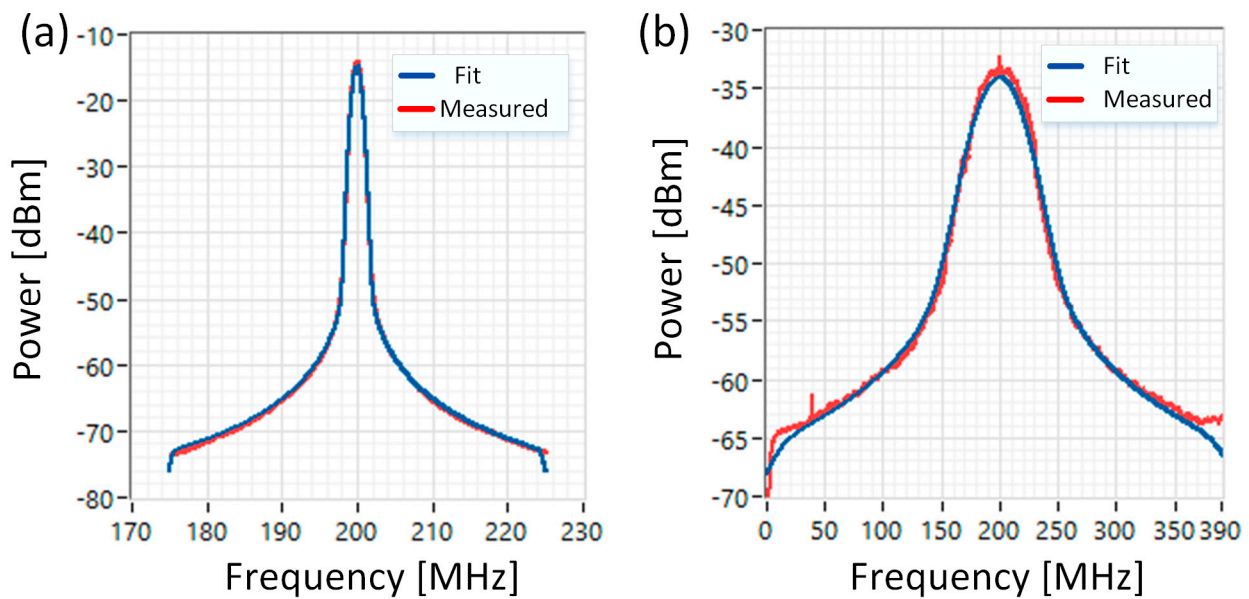 (a)
Power [dBm]
-10
-20
-30
-40
-50
-60
-70
-80
Fit
Measured
170 180 190 200 210 220 230
Frequency [MHz]
(b)
Power [dBm]
-30
-35
-40
-45
-50
-55
-60
-65
-70
Fit
Measured
0 50 100 150 200 250 300 350 390
Frequency [MHz]